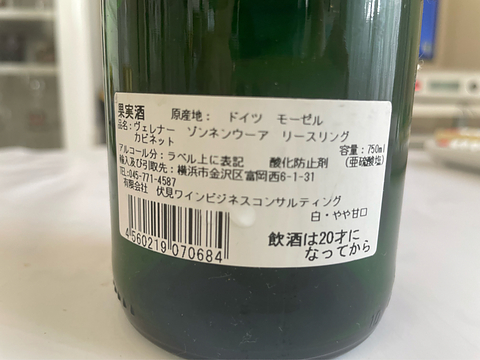 果実酒 原産地： ドイツ モーゼル
品名：ヴェレナー ゾンネンウーア リースリング
カビネット 容量：750ml
アルコール分：ラベル上に表記 酸化防止剤 （亜硫酸塩）
輸入及び引取先：横浜市金沢区富岡西6-1-31
TEL:045-771-4587
有限会社 伏見ワインビジネスコンサルティング
白・やや甘口
4560219 070684
飲酒は20才に
なってから